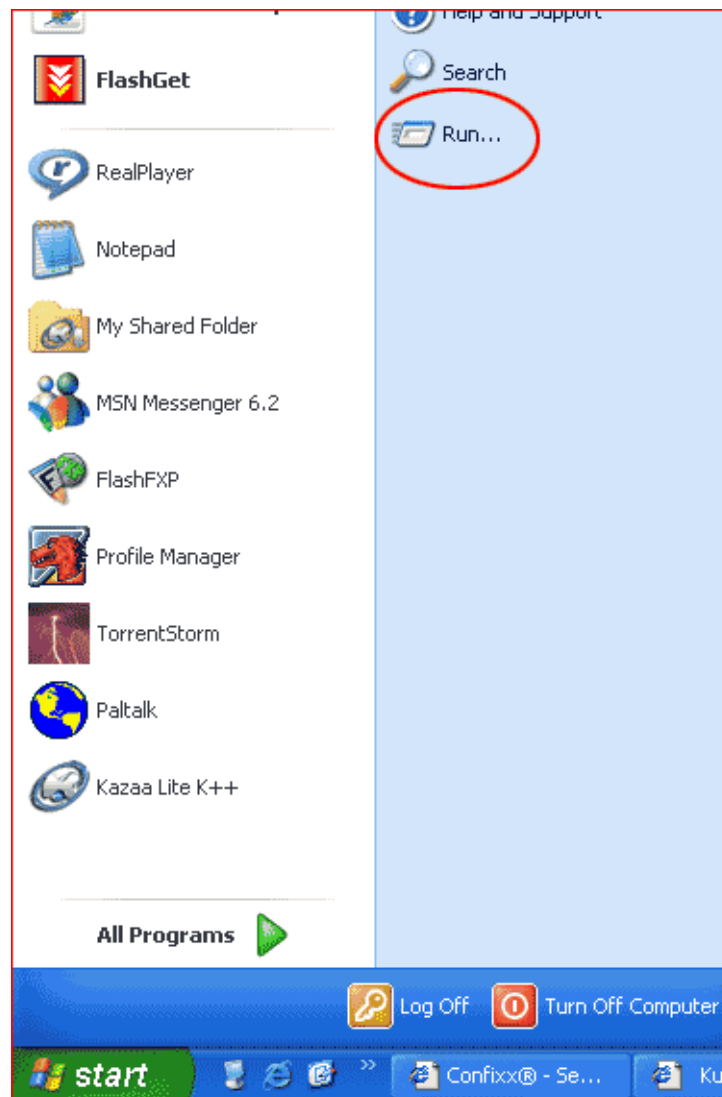 FlashGet
RealPlayer
Notepad
My Shared Folder
MSN Messenger 6.2
FlashFXP
Profile Manager
TorrentStorm
Paltalk
Kazaa Lite K++
All Programs
Help and Support
Search
Run...
Log Off
Turn Off Computer
start
Confixx® - Se...
Ku